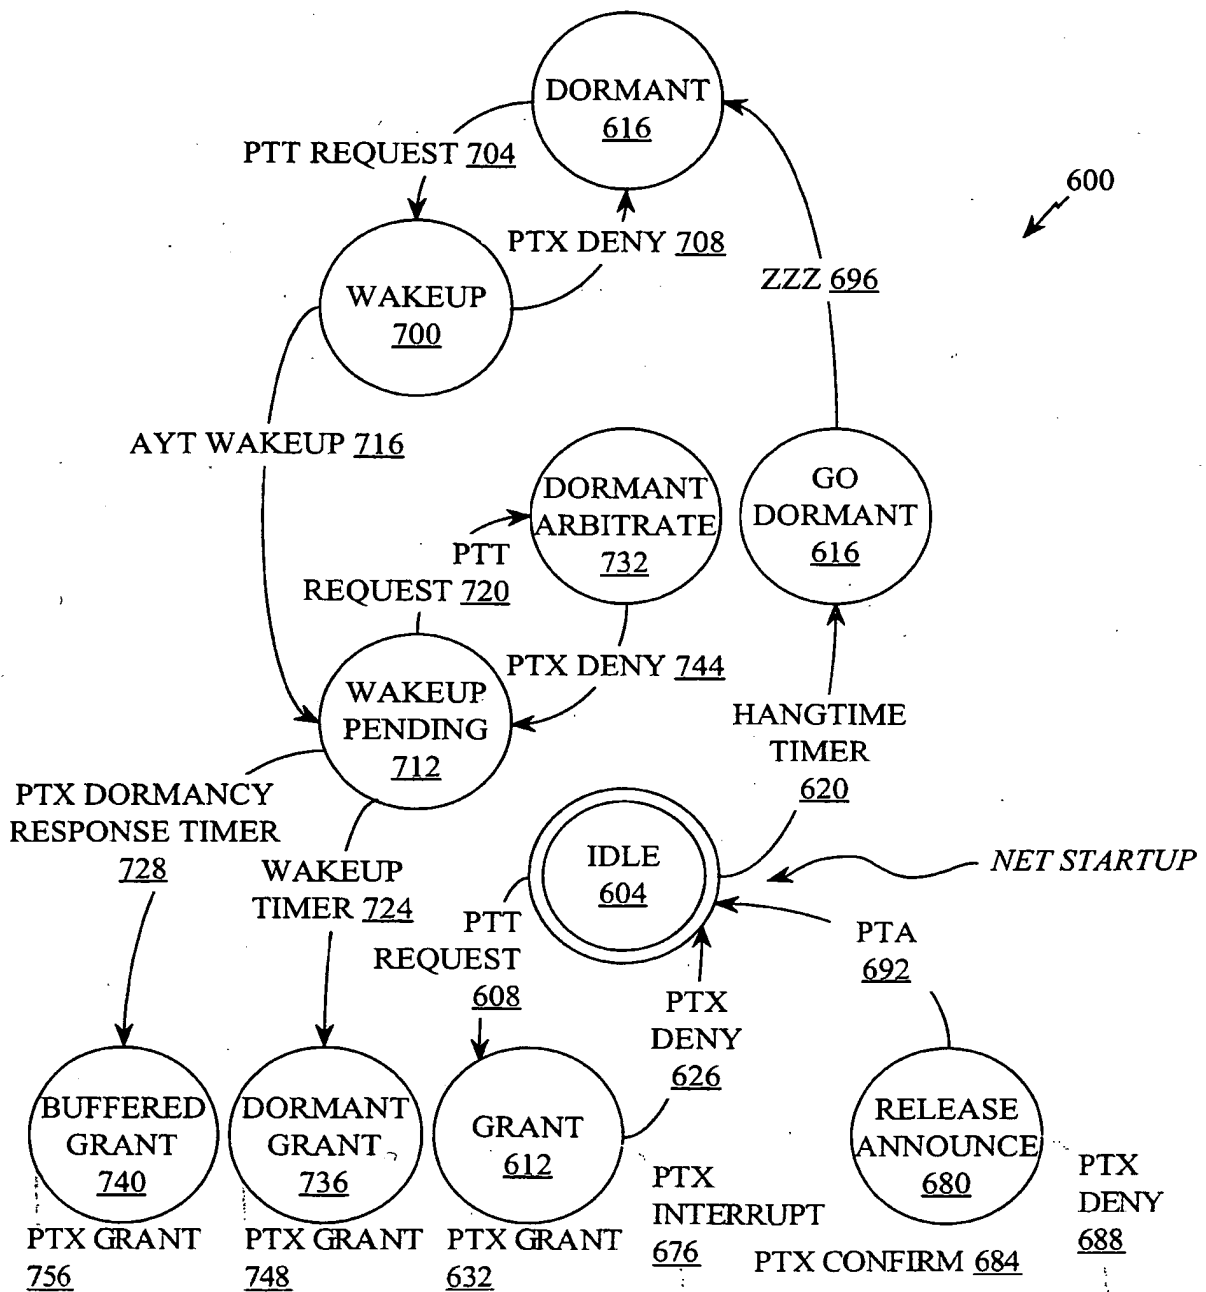 DORMANT
616
PTT REQUEST 704
600
PTX DENY 708
WAKEUP
700
ZZZ 696
AYT WAKEUP 716
DORMANT
ARBITRATE
732
GO
DORMANT
616
PTT
REQUEST 720
PTX DENY 744
WAKEUP
PENDING
712
HANGTIME
TIMER
620
PTX DORMANCY
RESPONSE TIMER
728
WAKEUP
TIMER 724
IDLE
604
NET STARTUP
PTT
REQUEST
608
PTA
692
PTX
DENY
626
BUFFERED
GRANT
740
DORMANT
GRANT
736
GRANT
612
RELEASE
ANNOUNCE
680
PTX GRANT
756
PTX GRANT
748
PTX GRANT
632
PTX
INTERRUPT
676
PTX CONFIRM 684
PTX
DENY
688